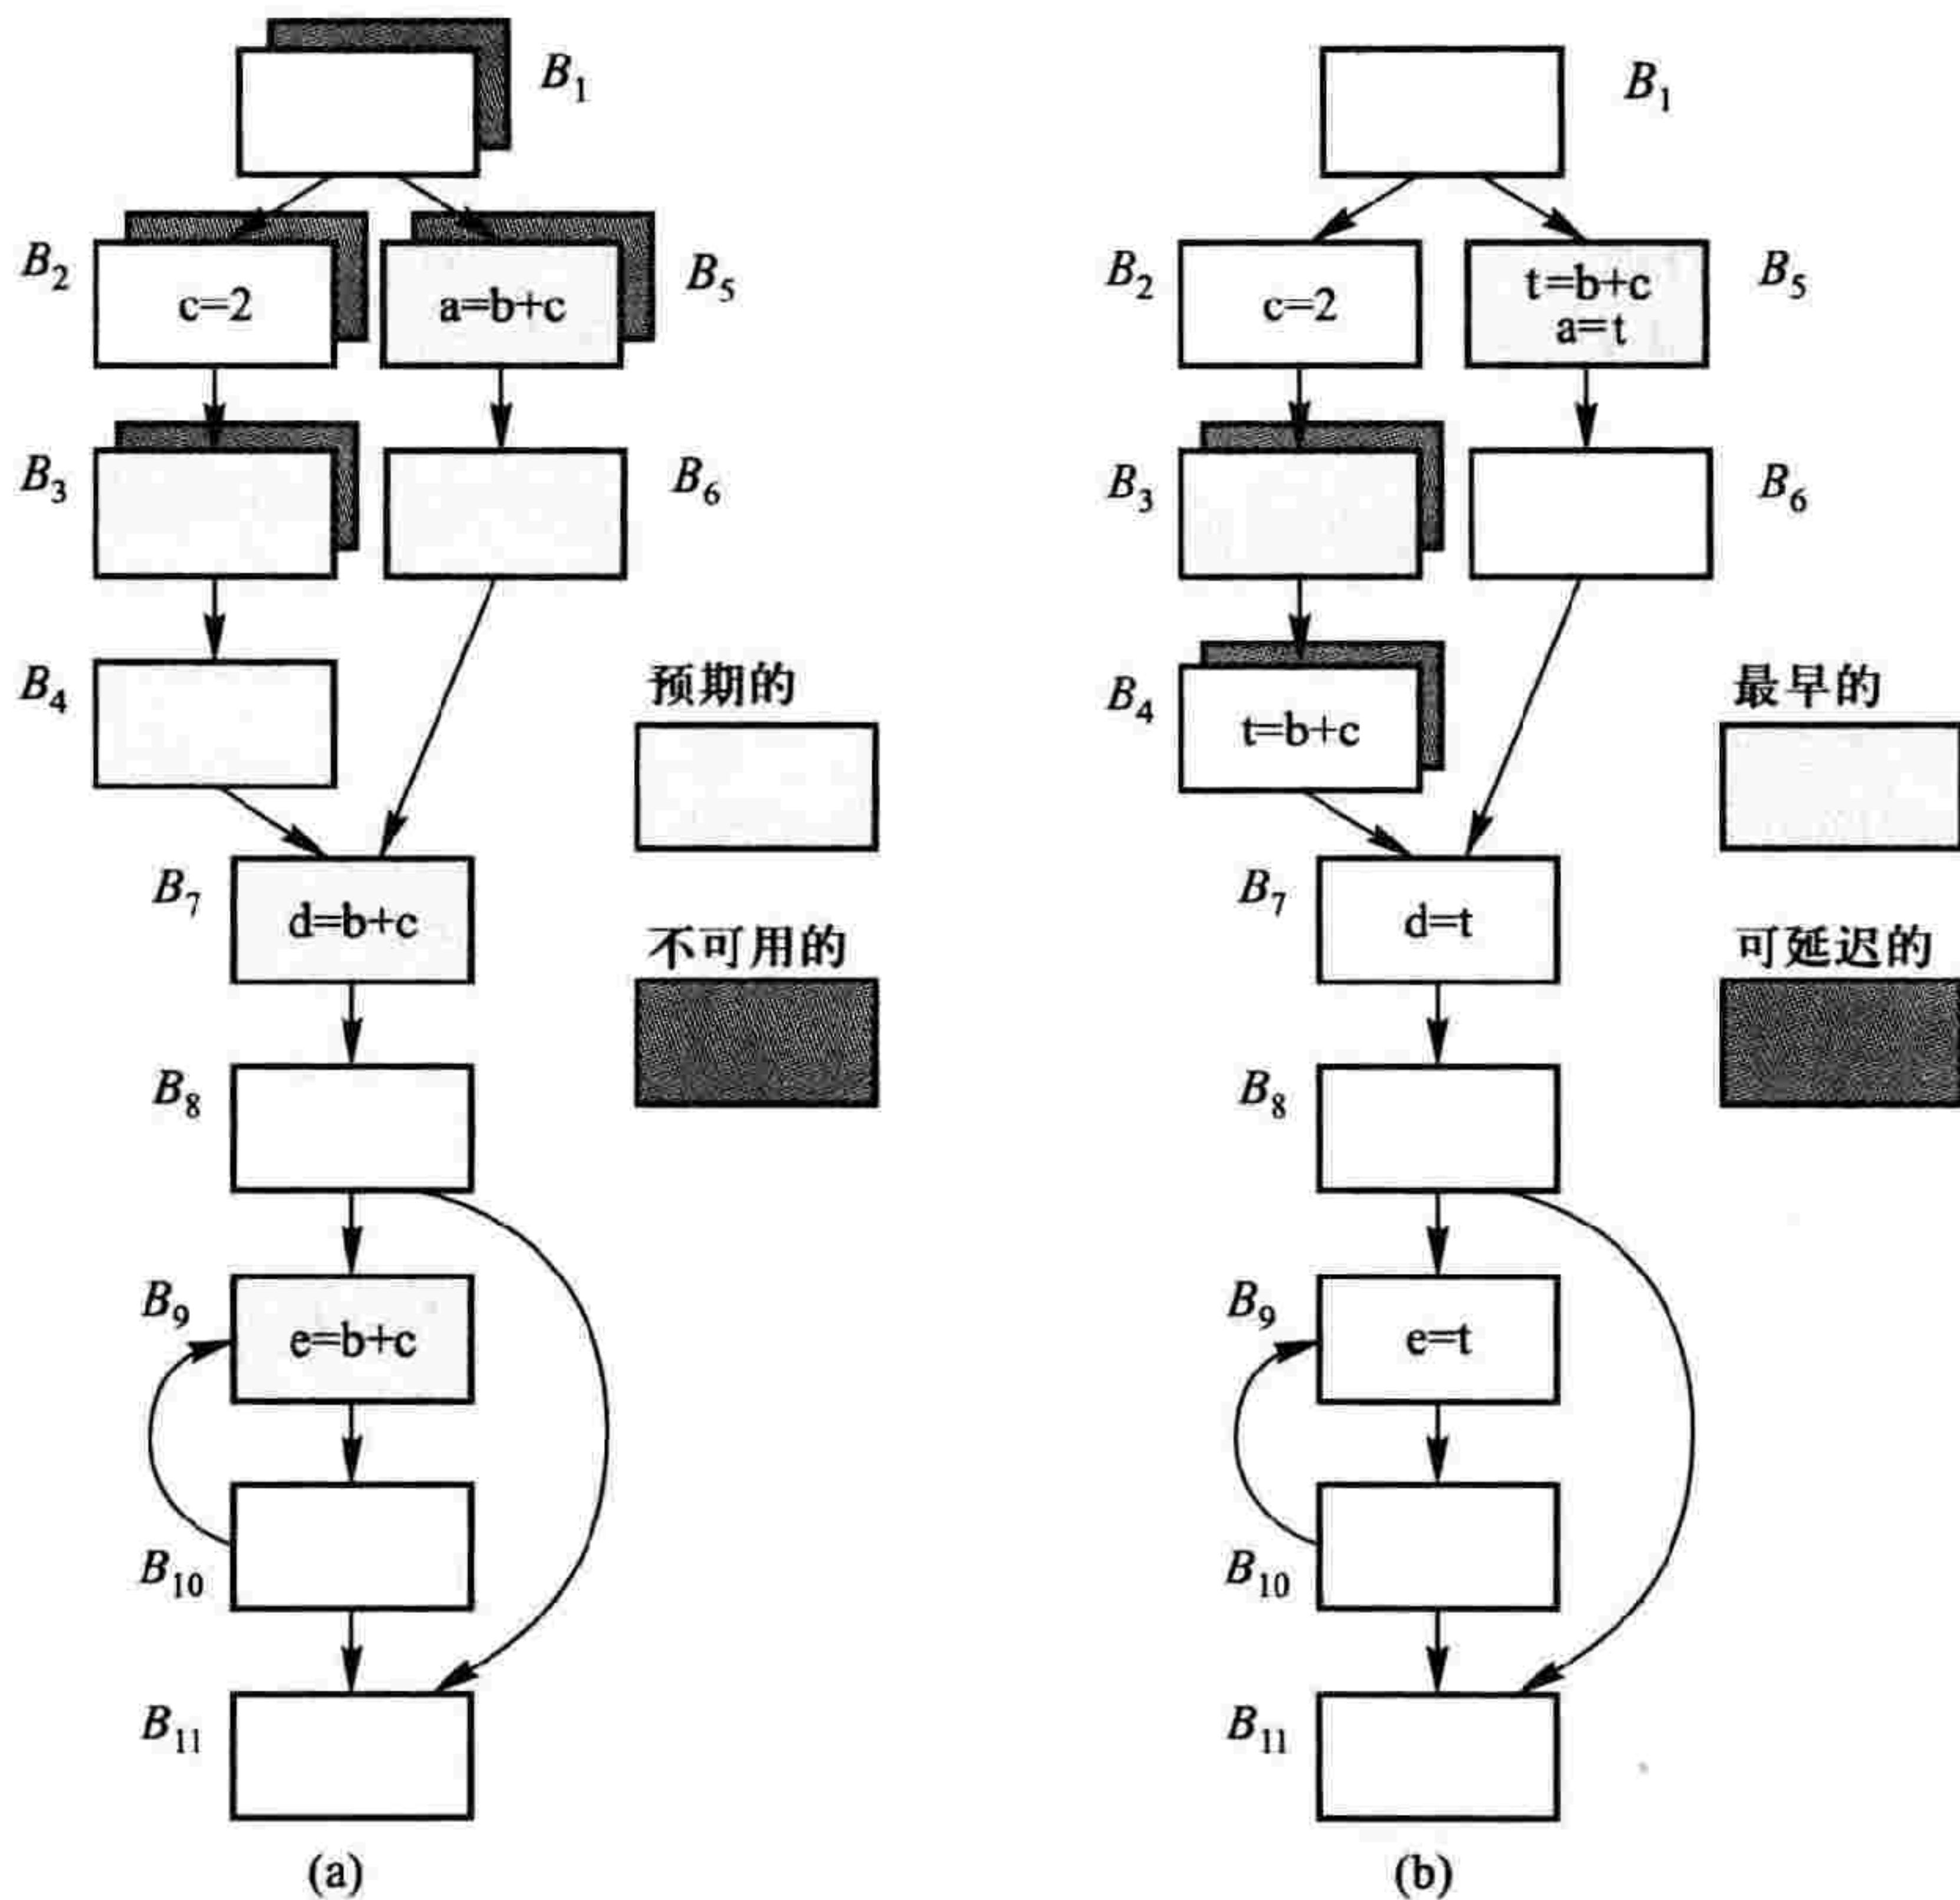 B₁
B₂
c=2
a=b+c
B₅
B₃
B₆
B₄
预期的
B₇
d=b+c
不可用的
B₈
B₉
e=b+c
B₁₀
B₁₁
(a)
B₁
B₂
c=2
t=b+c
a=t
B₅
B₃
B₆
B₄
t=b+c
最早的
B₇
d=t
可延迟的
B₈
B₉
e=t
B₁₀
B₁₁
(b)